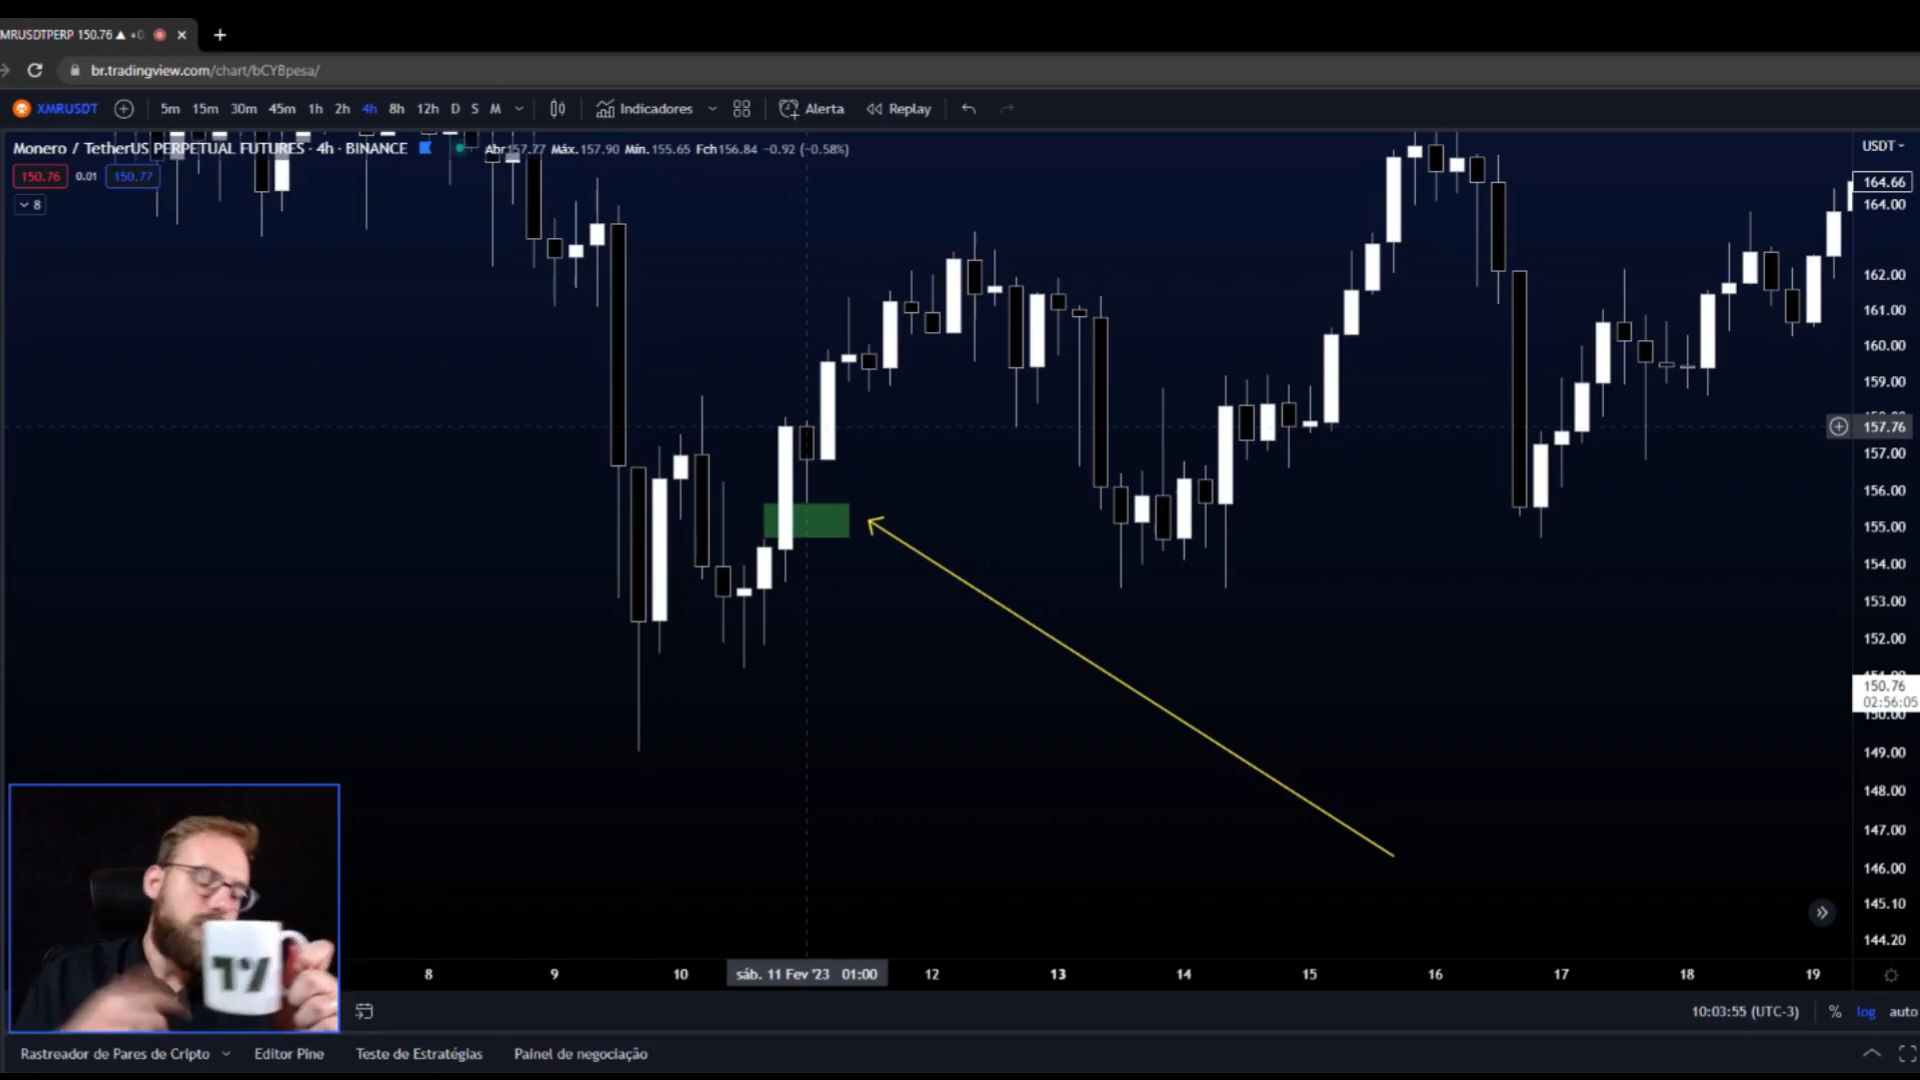 MRUSDTPERP 150.76 ▲ +0.
br.tradingview.com/chart/bCYBpesa/
XMRUSDT 5m 15m 30m 45m 1h 2h 4h 8h 12h D S M Indicadores Alerta Replay
Monero / TetherUS PERPETUAL FUTURES · 4h · BINANCE Abr157.77 Máx.157.90 Mín.155.65 Fch156.84 −0.92 (−0.58%)
USDT
150.76 0.01 150.77
8
164.66
164.00
162.00
161.00
160.00
159.00
157.76
157.00
156.00
155.00
154.00
153.00
152.00
150.76
02:56:05
150.00
149.00
148.00
147.00
146.00
145.10
144.20
8 9 10 sáb. 11 Fev '23 01:00 12 13 14 15 16 17 18 19
10:03:55 (UTC-3) % log auto
Rastreador de Pares de Cripto Editor Pine Teste de Estratégias Painel de negociação